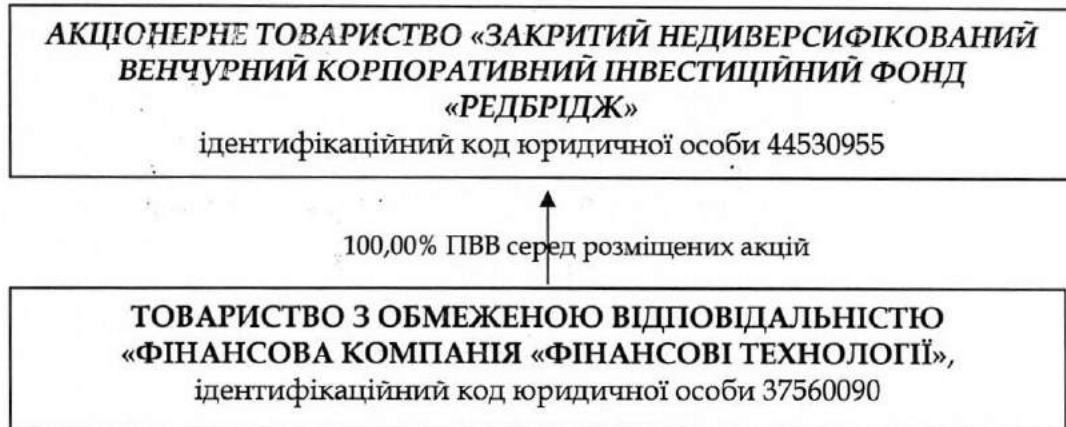 АКЦІОНЕРНЕ ТОВАРИСТВО «ЗАКРИТИЙ НЕДИВЕРСИФІКОВАНИЙ
ВЕНЧУРНИЙ КОРПОРАТИВНИЙ ІНВЕСТИЦІЙНИЙ ФОНД
«РЕДБРІДЖ»
ідентифікаційний код юридичної особи 44530955
100,00% ПВВ серед розміщених акцій
ТОВАРИСТВО З ОБМЕЖЕНОЮ ВІДПОВІДАЛЬНІСТЮ
«ФІНАНСОВА КОМПАНІЯ «ФІНАНСОВІ ТЕХНОЛОГІЇ»,
ідентифікаційний код юридичної особи 37560090